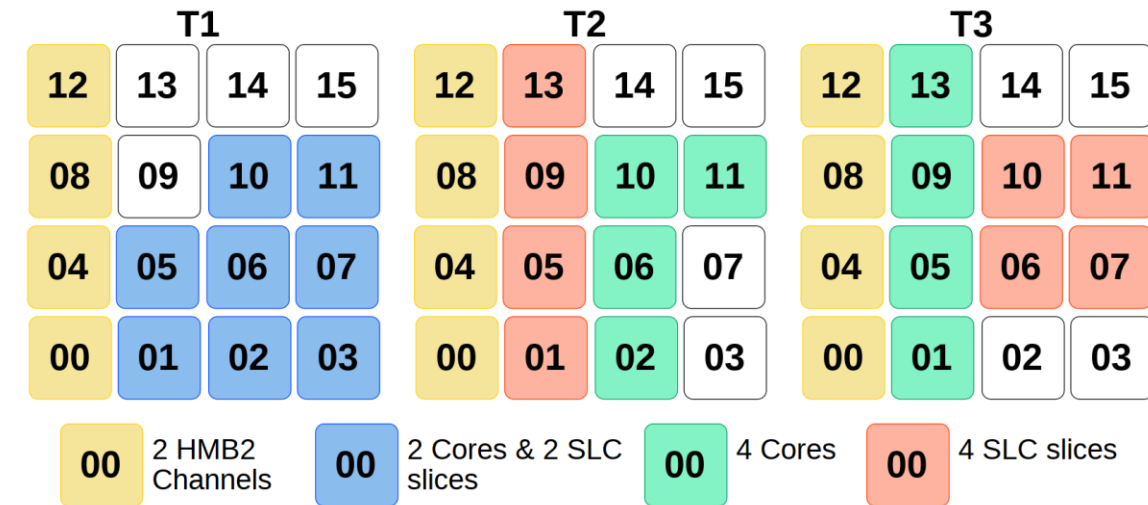 T1 T2 T3
12 13 14 15 12 13 14 15 12 13 14 15
08 09 10 11 08 09 10 11 08 09 10 11
04 05 06 07 04 05 06 07 04 05 06 07
00 01 02 03 00 01 02 03 00 01 02 03
00 2 HMB2 Channels 00 2 Cores & 2 SLC slices 00 4 Cores 00 4 SLC slices